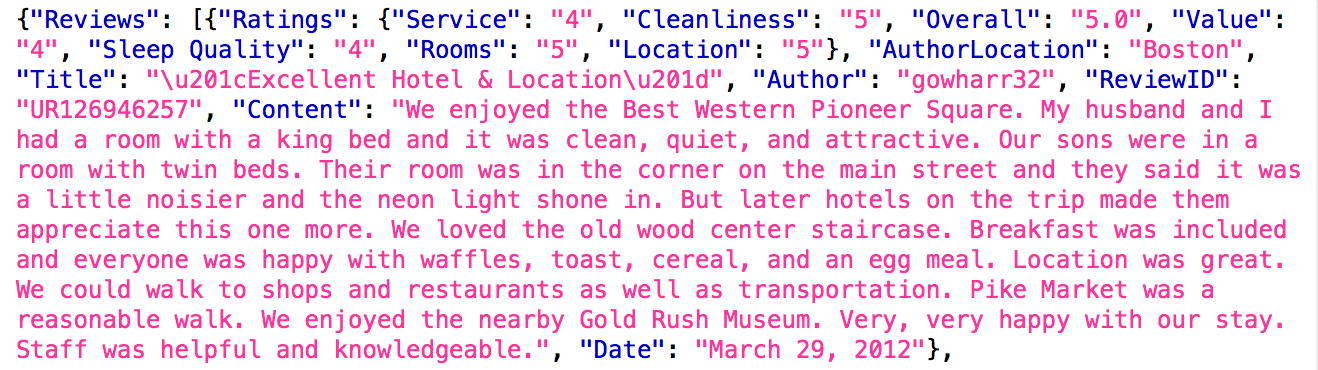 {"Reviews": [{"Ratings": {"Service": "4", "Cleanliness": "5", "Overall": "5.0", "Value":
"4", "Sleep Quality": "4", "Rooms": "5", "Location": "5"}, "AuthorLocation": "Boston",
"Title": "\u201cExcellent Hotel & Location\u201d", "Author": "gowharr32", "ReviewID":
"UR126946257", "Content": "We enjoyed the Best Western Pioneer Square. My husband and I
had a room with a king bed and it was clean, quiet, and attractive. Our sons were in a
room with twin beds. Their room was in the corner on the main street and they said it was
a little noisier and the neon light shone in. But later hotels on the trip made them
appreciate this one more. We loved the old wood center staircase. Breakfast was included
and everyone was happy with waffles, toast, cereal, and an egg meal. Location was great.
We could walk to shops and restaurants as well as transportation. Pike Market was a
reasonable walk. We enjoyed the nearby Gold Rush Museum. Very, very happy with our stay.
Staff was helpful and knowledgeable.", "Date": "March 29, 2012"},